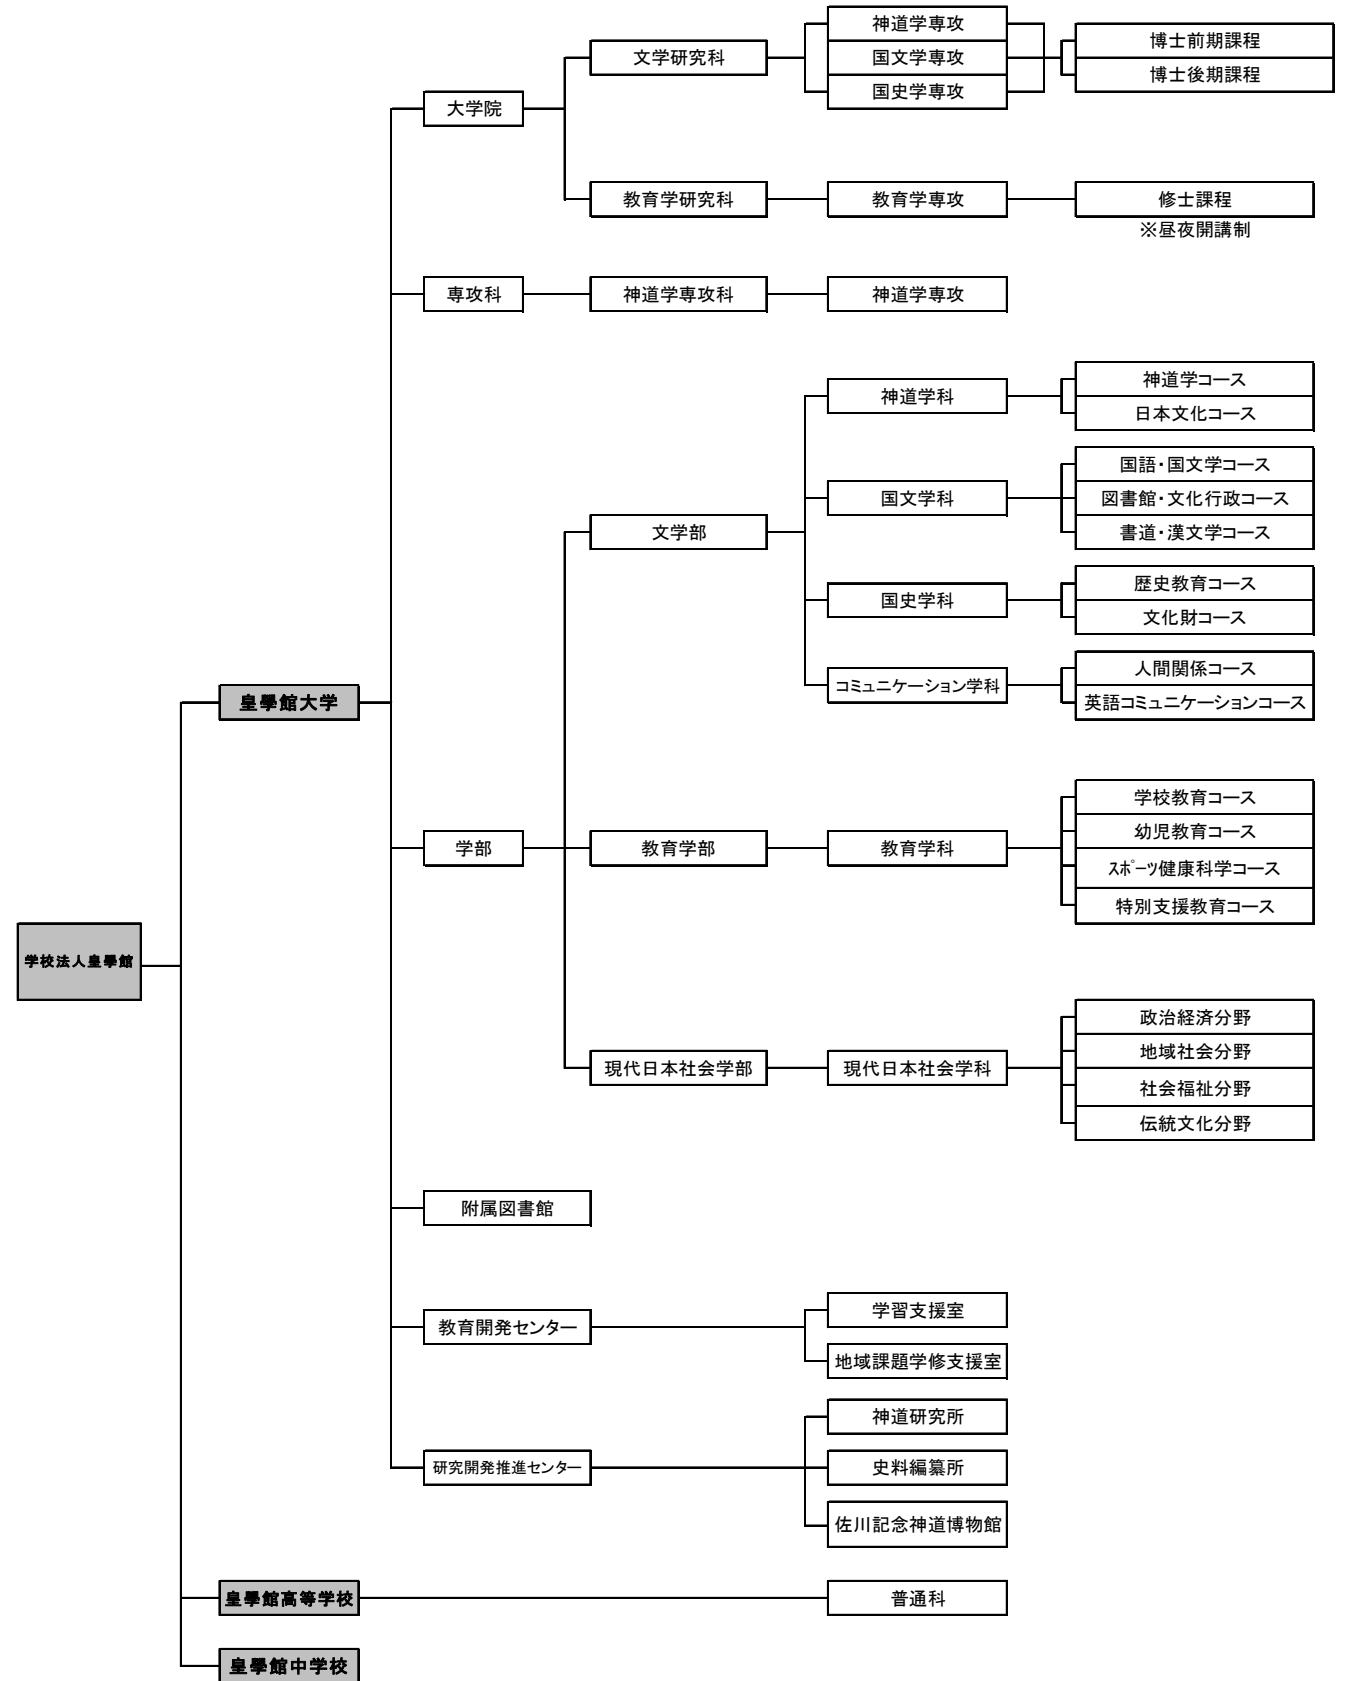 神道学専攻
文学研究科
国文学専攻
国史学専攻
博士前期課程
博士後期課程
大学院
教育学研究科
教育学専攻
修士課程
※昼夜開講制
専攻科
神道学専攻科
神道学専攻
神道学科
神道学コース
日本文化コース
国文学科
国語・国文学コース
図書館・文化行政コース
書道・漢文学コース
文学部
国史学科
歴史教育コース
文化財コース
コミュニケーション学科
人間関係コース
英語コミュニケーションコース
皇學館大学
学部
教育学部
教育学科
学校教育コース
幼児教育コース
スポーツ健康科学コース
特別支援教育コース
学校法人皇學館
現代日本社会学部
現代日本社会学科
政治経済分野
地域社会分野
社会福祉分野
伝統文化分野
附属図書館
教育開発センター
学習支援室
地域課題学修支援室
研究開発推進センター
神道研究所
史料編纂所
佐川記念神道博物館
皇學館高等学校
普通科
皇學館中学校